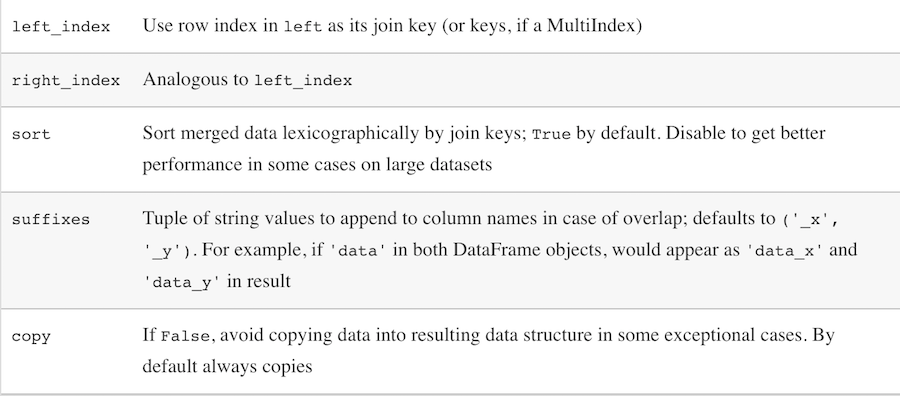 left_index Use row index in left as its join key (or keys, if a MultiIndex)
right_index Analogous to left_index
sort Sort merged data lexicographically by join keys; True by default. Disable to get better
performance in some cases on large datasets
suffixes Tuple of string values to append to column names in case of overlap; defaults to ('_x',
'_y'). For example, if 'data' in both DataFrame objects, would appear as 'data_x' and
'data_y' in result
copy If False, avoid copying data into resulting data structure in some exceptional cases. By
default always copies